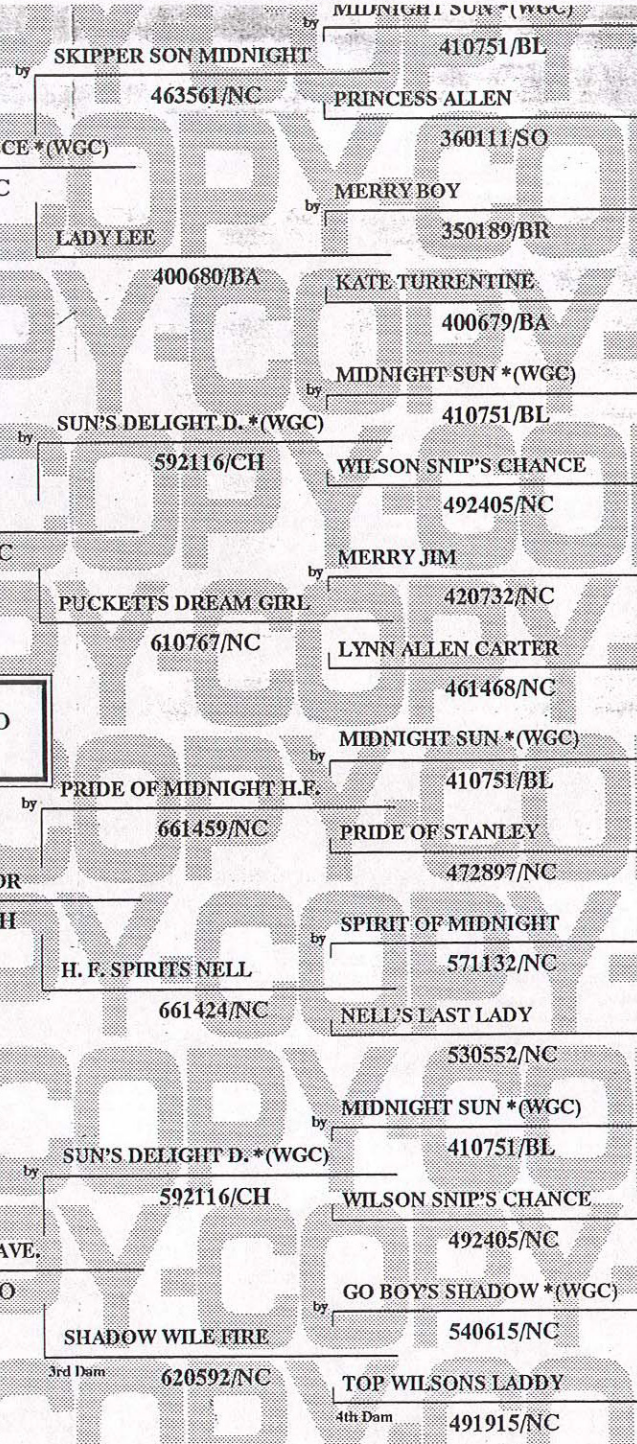 MIDNIGHT SUN *(WGC)
by
SKIPPER SON MIDNIGHT
410751/BL
by
463561/NC
PRINCESS ALLEN
360111/SO
CE *(WGC)
C
MERRY BOY
by
350189/BR
LADY LEE
400680/BA
KATE TURRENTINE
400679/BA
MIDNIGHT SUN *(WGC)
by
410751/BL
SUN'S DELIGHT D. *(WGC)
by
592116/CH
WILSON SNIP'S CHANCE
492405/NC
C
MERRY JIM
by
420732/NC
PUCKETTS DREAM GIRL
610767/NC
LYNN ALLEN CARTER
461468/NC
O
MIDNIGHT SUN *(WGC)
by
410751/BL
PRIDE OF MIDNIGHT H.F.
by
661459/NC
PRIDE OF STANLEY
472897/NC
OR
H
SPIRIT OF MIDNIGHT
by
571132/NC
H. F. SPIRITS NELL
661424/NC
NELL'S LAST LADY
530552/NC
MIDNIGHT SUN *(WGC)
by
410751/BL
SUN'S DELIGHT D. *(WGC)
by
592116/CH
WILSON SNIP'S CHANCE
492405/NC
AVE.
O
GO BOY'S SHADOW *(WGC)
by
540615/NC
SHADOW WILE FIRE
3rd Dam
620592/NC
TOP WILSONS LADDY
4th Dam
491915/NC
COPY-COPY